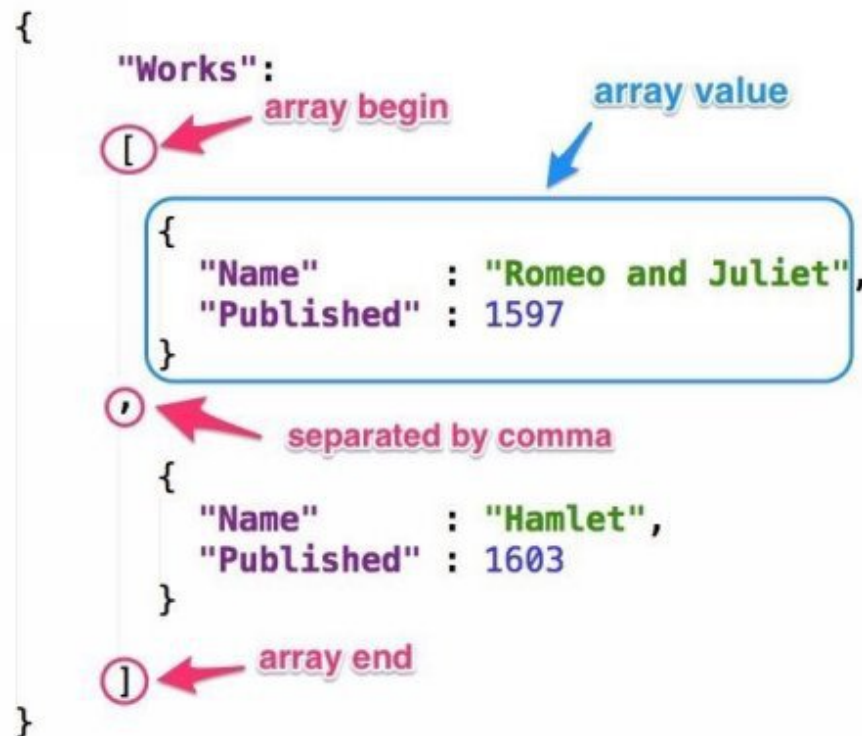 {
"Works":
array begin
array value
[
{
"Name" : "Romeo and Juliet",
"Published" : 1597
}
,
separated by comma
{
"Name" : "Hamlet",
"Published" : 1603
}
array end
]
}